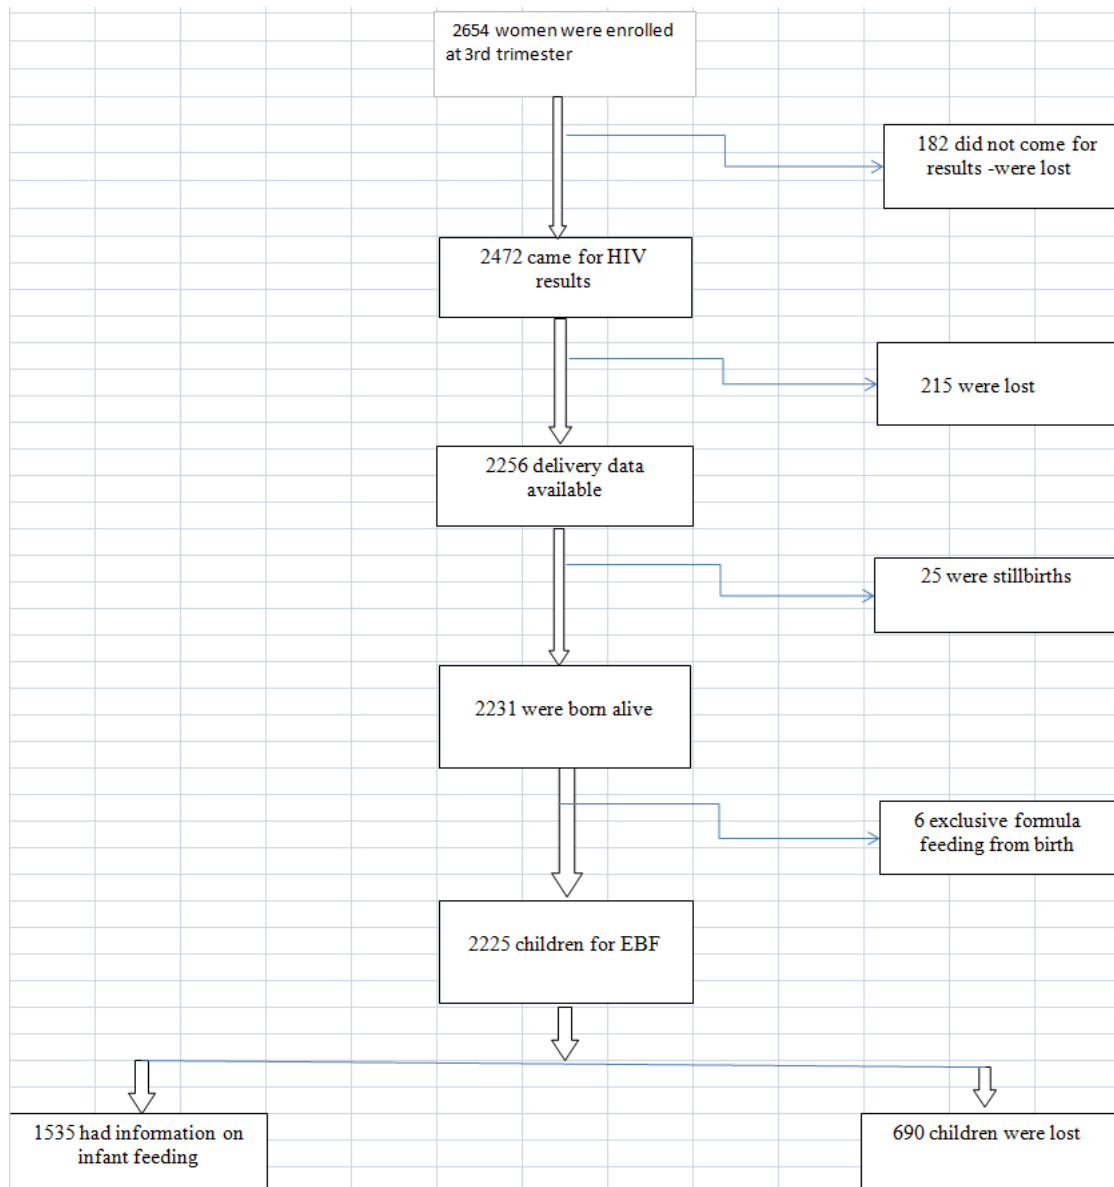 2654 women were enrolled
at 3rd trimester
182 did not come for
results -were lost
2472 came for HIV
results
215 were lost
2256 delivery data
available
25 were stillbirths
2231 were born alive
6 exclusive formula
feeding from birth
2225 children for EBF
1535 had information on
infant feeding
690 children were lost